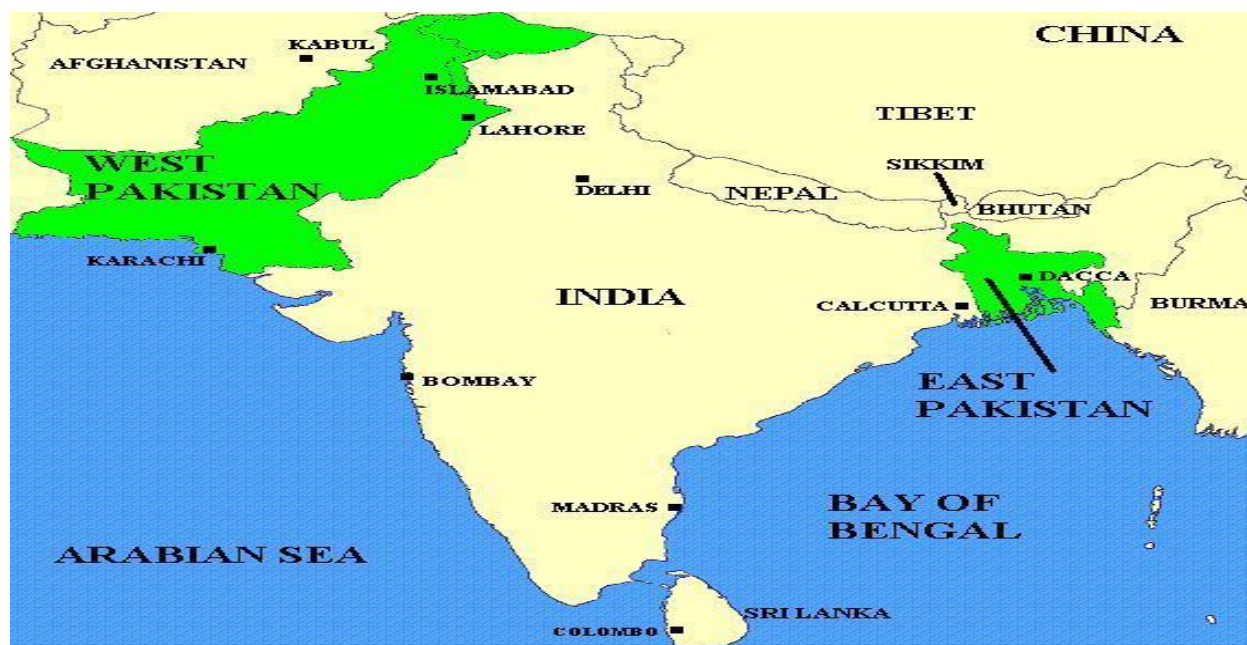 CHINA
KABUL
AFGHANISTAN
ISLAMABAD
TIBET
LAHORE
WEST
PAKISTAN
SIKKIM
DELHI
NEPAL
BHUTAN
KARACHI
DACCA
INDIA
CALCUTTA
BURMA
BOMBAY
EAST
PAKISTAN
MADRAS
BAY OF
BENGAL
ARABIAN SEA
SRI LANKA
COLOMBO